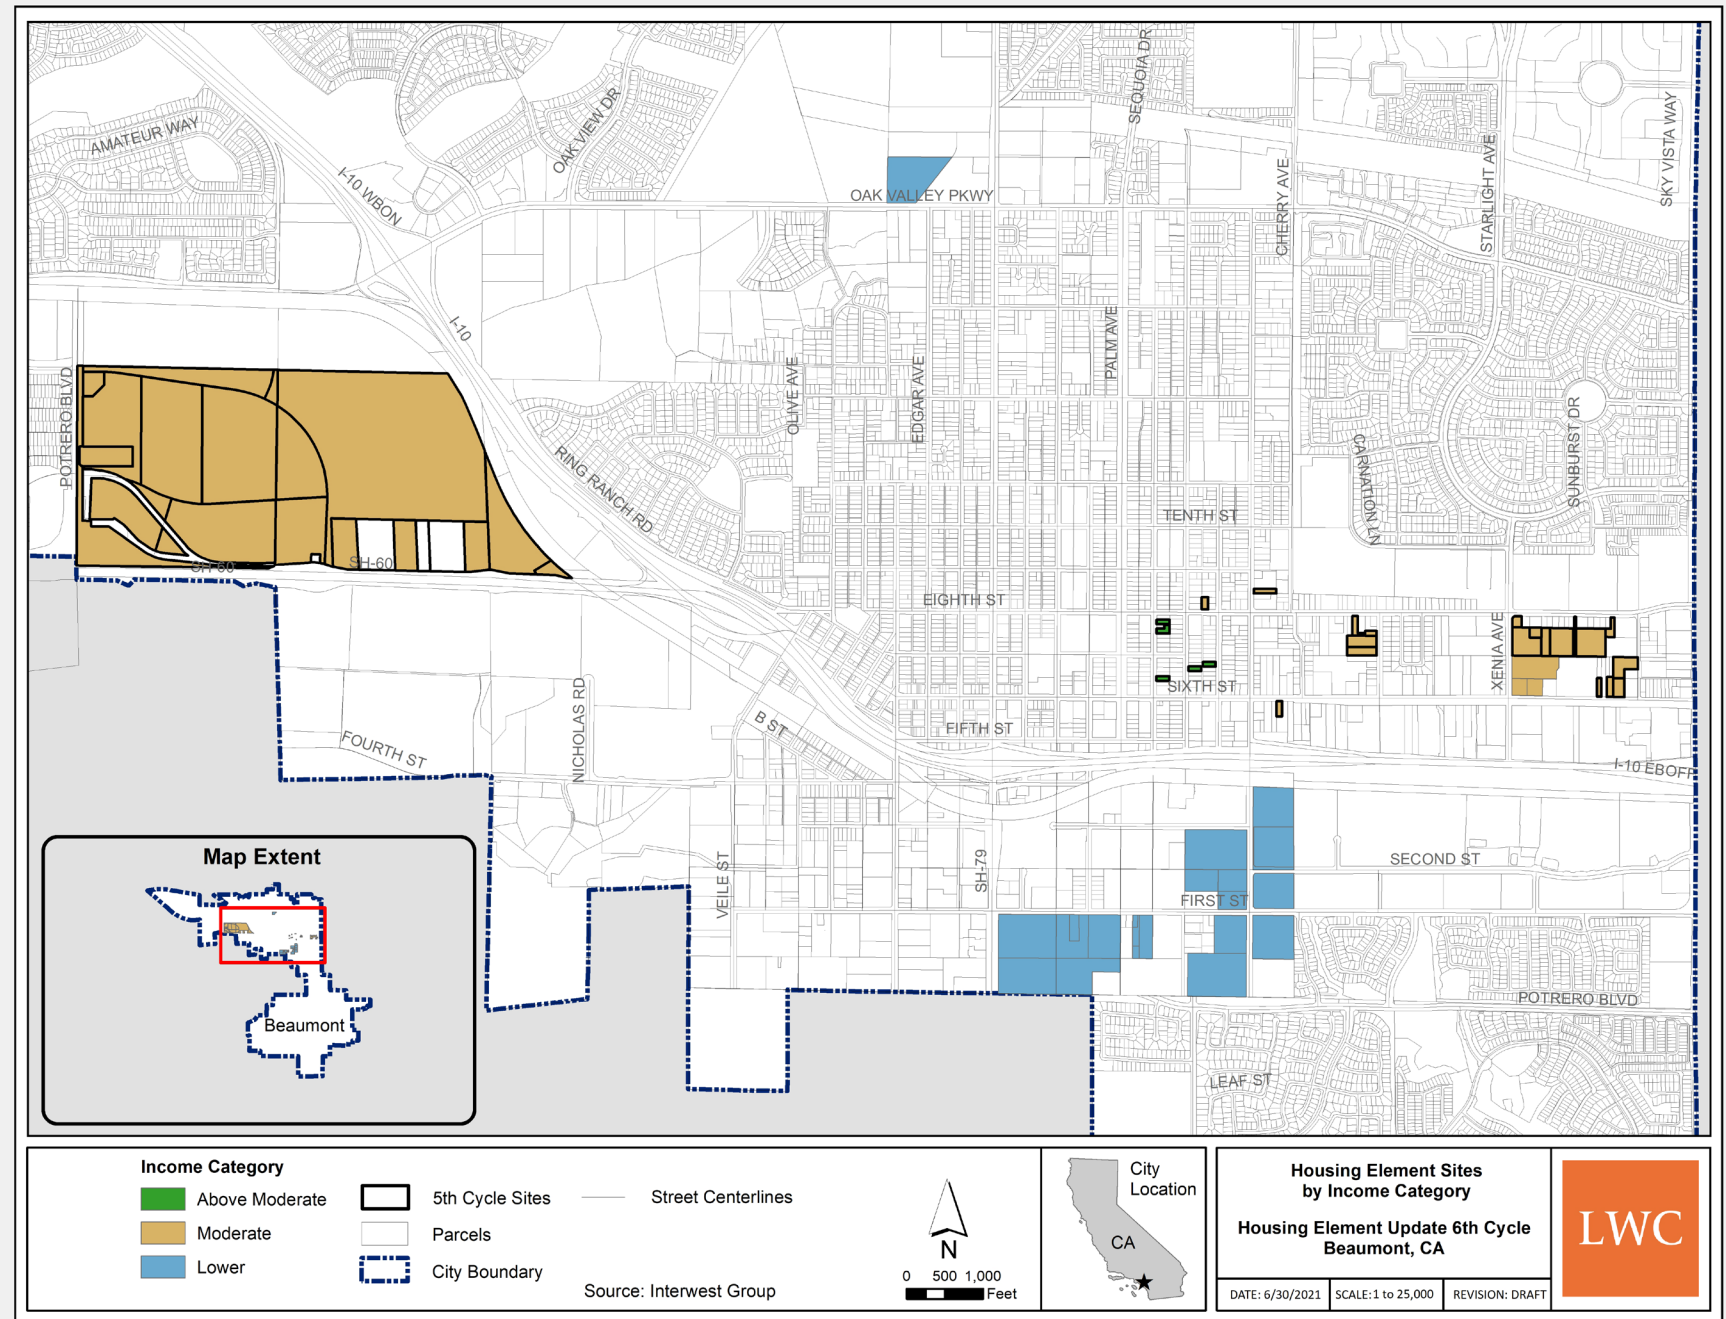 SEQUOIA DR
OAK VIEW DR
AMATEUR WAY
SKY VISTA WAY
STARLIGHT AVE
CHERRY AVE
I-10 WBON
OAK VALLEY PKWY
I-10
PALM AVE
OLIVE AVE
EDGAR AVE
POTRERO BLVD
SUNBURST DR
CARNATION LN
RING RANCH RD
TENTH ST
SH-60
SH-60
EIGHTH ST
XENIA AVE
SIXTH ST
NICHOLAS RD
B ST
FIFTH ST
FOURTH ST
I-10 EBOFF
SECOND ST
VEILE ST
SH-79
FIRST ST
POTRERO BLVD
LEAF ST
Map Extent
Beaumont
Income Category
Above Moderate
Moderate
Lower
5th Cycle Sites
Parcels
City Boundary
Street Centerlines
Source: Interwest Group
N
0 500 1,000
Feet
City
Location
CA
Housing Element Sites
by Income Category
Housing Element Update 6th Cycle
Beaumont, CA
DATE: 6/30/2021 SCALE:1 to 25,000 REVISION: DRAFT
LWC